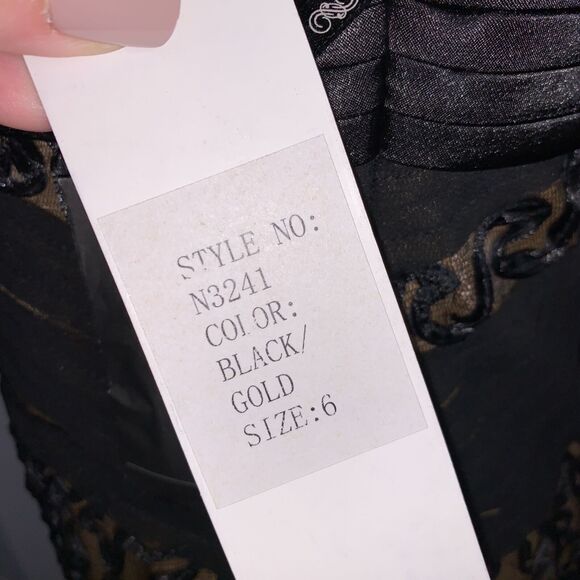 STYLE NO:
N3241
COLOR:
BLACK/
GOLD
SIZE:6